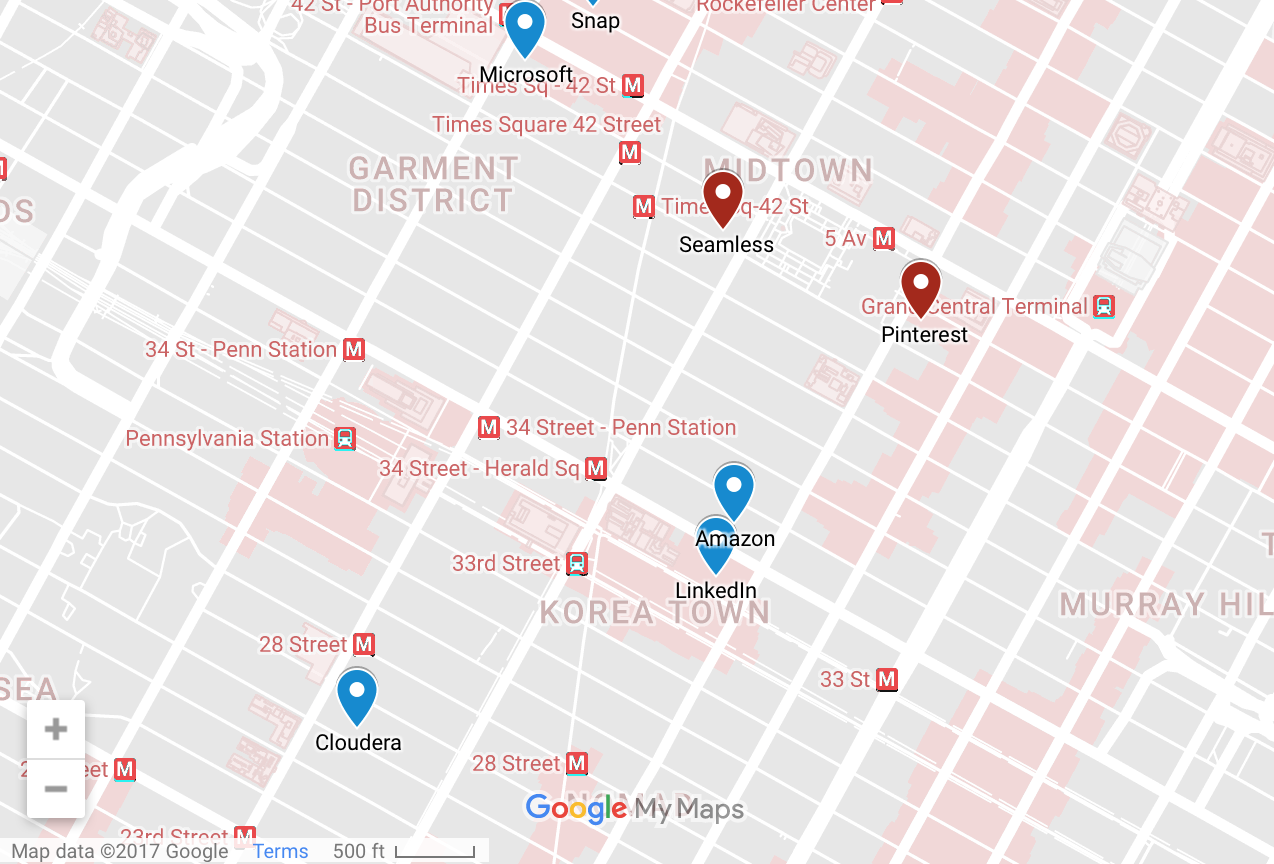 42 St - Port Authority
Bus Terminal
Snap
Rockefeller Center
Microsoft
Times Sq - 42 St
M
Times Square 42 Street
M
GARMENT
DISTRICT
MIDTOWN
M
Times Sq-42 St
Seamless
5 Av
M
Grand Central Terminal
Pinterest
34 St - Penn Station
M
M
34 Street - Penn Station
Pennsylvania Station
34 Street - Herald Sq
M
Amazon
33rd Street
LinkedIn
KOREA TOWN
MURRAY HIL
28 Street
M
33 St
M
SEA
Cloudera
28 Street
M
M
NOMAD
Google My Maps
23rd Street
M
Map data ©2017 Google
Terms
500 ft